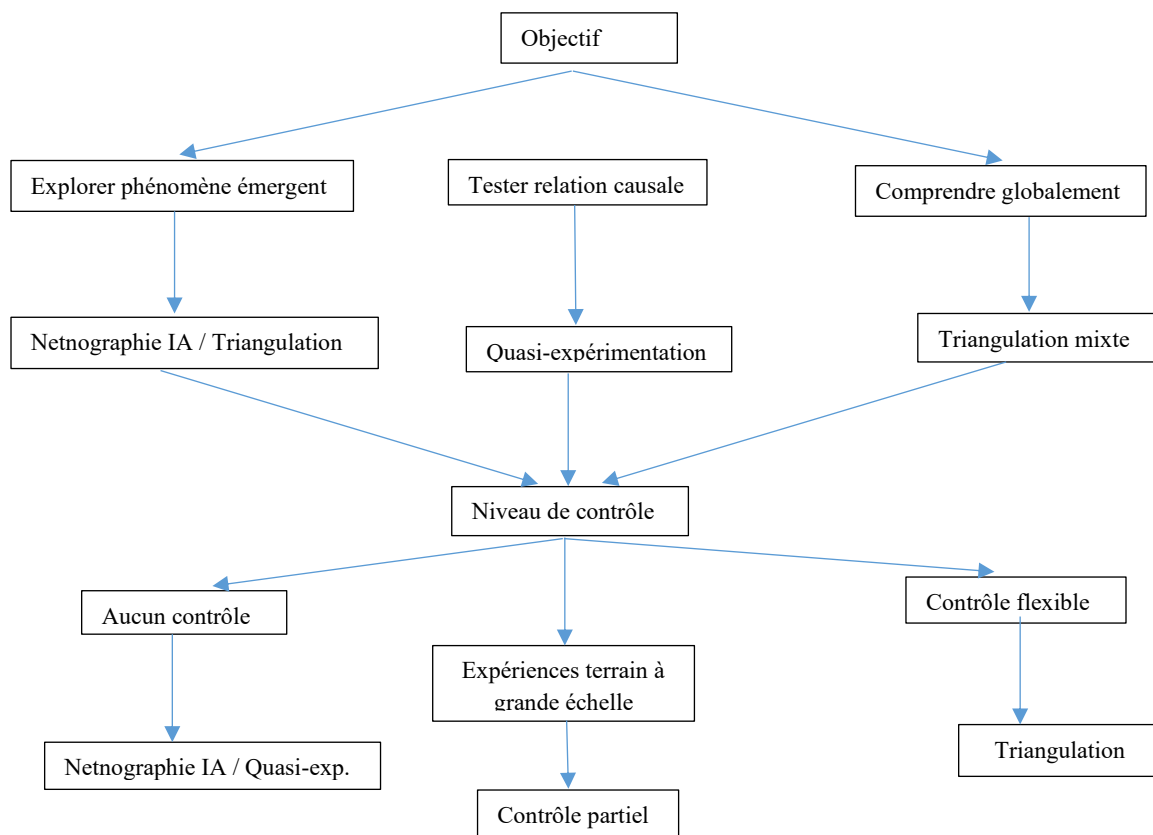 Objectif
Explorer phénomène émergent
Tester relation causale
Comprendre globalement
Netnographie IA / Triangulation
Quasi-expérimentation
Triangulation mixte
Niveau de contrôle
Aucun contrôle
Contrôle flexible
Expériences terrain à
grande échelle
Netnographie IA / Quasi-exp.
Triangulation
Contrôle partiel